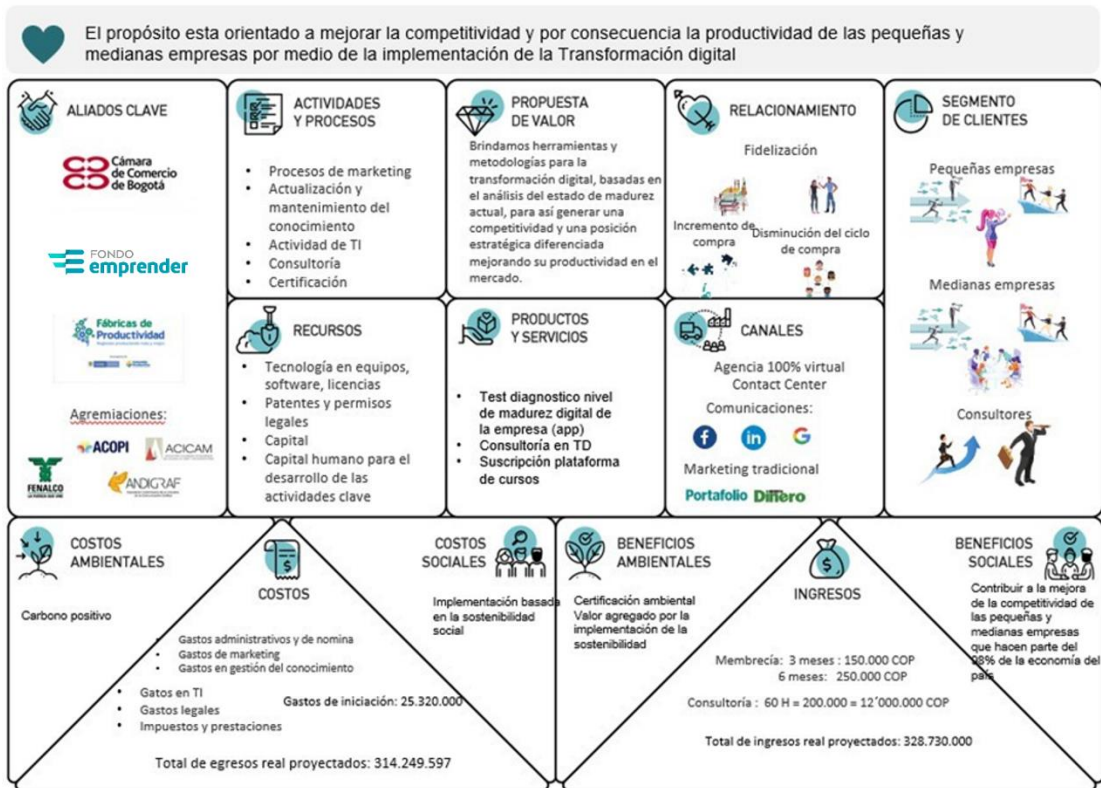 El propósito esta orientado a mejorar la competitividad y por consecuencia la productividad de las pequeñas y
medianas empresas por medio de la implementación de la Transformación digital
ALIADOS CLAVE
Cámara
de Comercio
de Bogotá
FONDO
emprender
Fábricas de
Productividad
Agremiaciones:
ACOPI
ACICAM
FENALCO
ANDIGRAF
ACTIVIDADES
Y PROCESOS
• Procesos de marketing
• Actualización y
mantenimiento del
conocimiento
• Actividad de TI
• Consultoría
• Certificación
RECURSOS
• Tecnología en equipos,
software, licencias
• Patentes y permisos
legales
• Capital
• Capital humano para el
desarrollo de las
actividades clave
PROPUESTA
DE VALOR
Brindamos herramientas y
metodologías para la
transformación digital, basadas en
el análisis del estado de madurez
actual, para así generar una
competitividad y una posición
estratégica diferenciada
mejorando su productividad en el
mercado.
PRODUCTOS
Y SERVICIOS
• Test diagnostico nivel
de madurez digital de
la empresa (app)
• Consultoría en TD
• Suscripción plataforma
de cursos
RELACIONAMIENTO
Fidelización
Incremento de
compra
Disminución del ciclo
de compra
CANALES
Agencia 100% virtual
Contact Center
Comunicaciones:
f
in
G
Marketing tradicional
Portafolio Dinero
SEGMENTO
DE CLIENTES
Pequeñas empresas
Medianas empresas
Consultores
COSTOS
AMBIENTALES
Carbono positivo
COSTOS
• Gastos administrativos y de nomina
• Gastos de marketing
• Gastos en gestión del conocimiento
• Gatos en TI
• Gastos legales
• Impuestos y prestaciones
Gastos de iniciación: 25.320.000
Total de egresos real proyectados: 314.249.597
COSTOS
SOCIALES
Implementación basada
en la sostenibilidad
social
BENEFICIOS
AMBIENTALES
Certificación ambiental
Valor agregado por la
implementación de la
sostenibilidad
INGRESOS
Membrecía: 3 meses : 150.000 COP
6 meses: 250.000 COP
Consultoría : 60 H = 200.000 = 12´000.000 COP
Total de ingresos real proyectados: 328.730.000
BENEFICIOS
SOCIALES
Contribuir a la mejora
de la competitividad de
las pequeñas y
medianas empresas
que hacen parte del
98% de la economía del
país